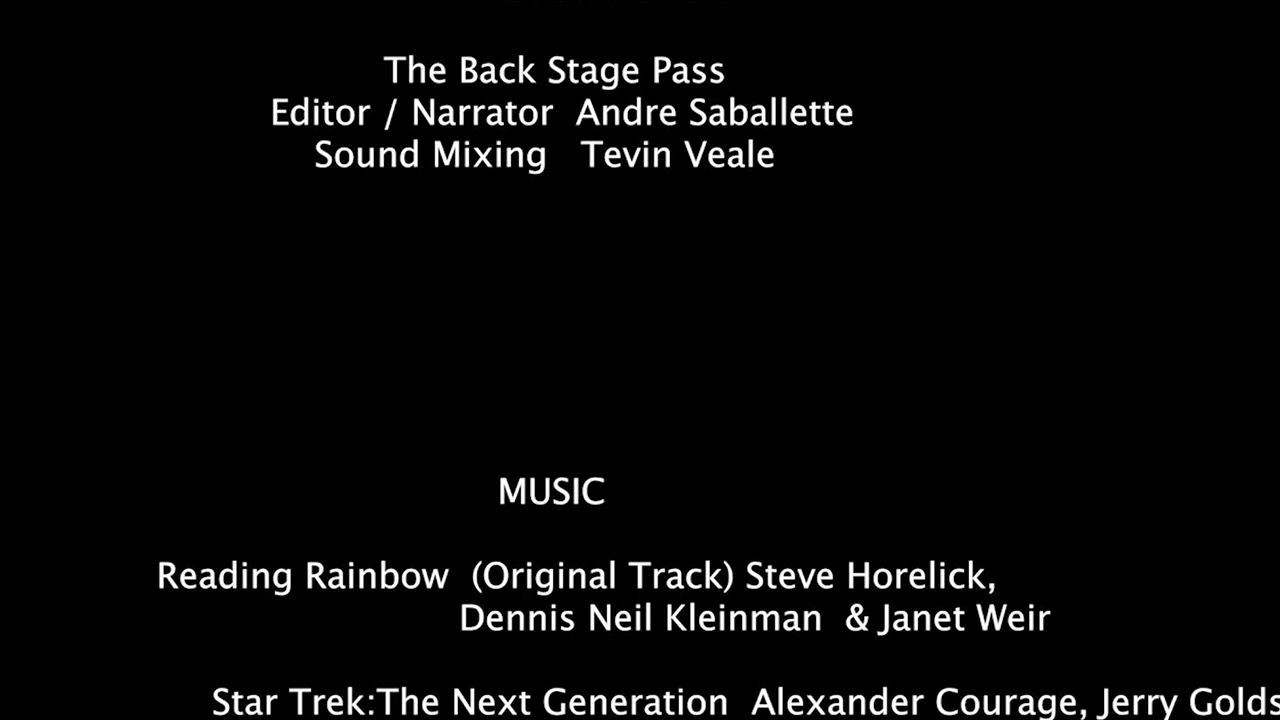 The Back Stage Pass
Editor / Narrator  Andre Saballette
Sound Mixing   Tevin Veale
MUSIC
Reading Rainbow  (Original Track) Steve Horelick,
Dennis Neil Kleinman  & Janet Weir
Star Trek:The Next Generation  Alexander Courage, Jerry